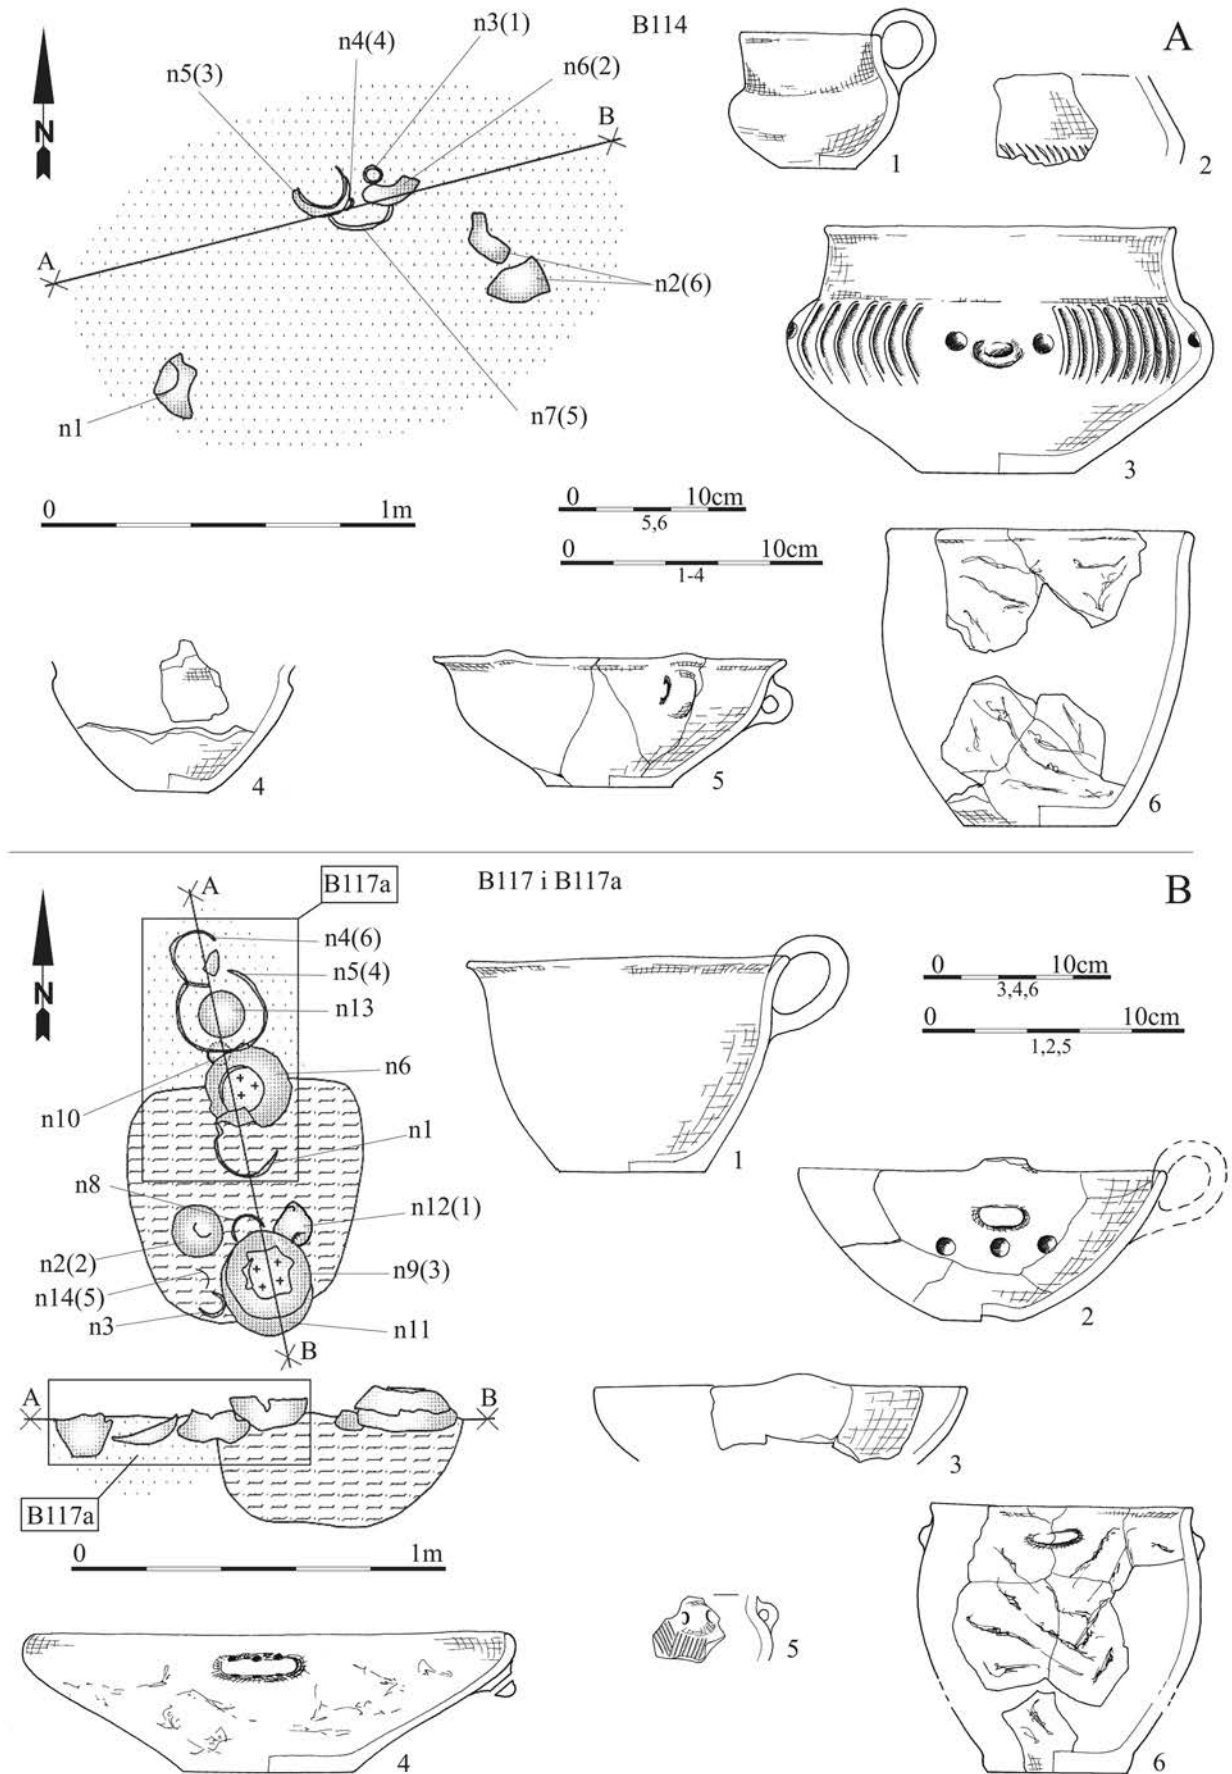 B114
A
N
n3(1)
n4(4)
n6(2)
n5(3)
B
A
n2(6)
n1
n7(5)
1
2
3
0 1m
0 10cm
5,6
0 10cm
1-4
4
5
6
B117 i B117a
B
N
A
B117a
n4(6)
n5(4)
n13
n6
n10
n1
n8
n12(1)
n2(2)
n9(3)
n14(5)
n3
n11
B
0 10cm
3,4,6
0 10cm
1,2,5
1
2
A
B
B117a
0 1m
3
4
5
6